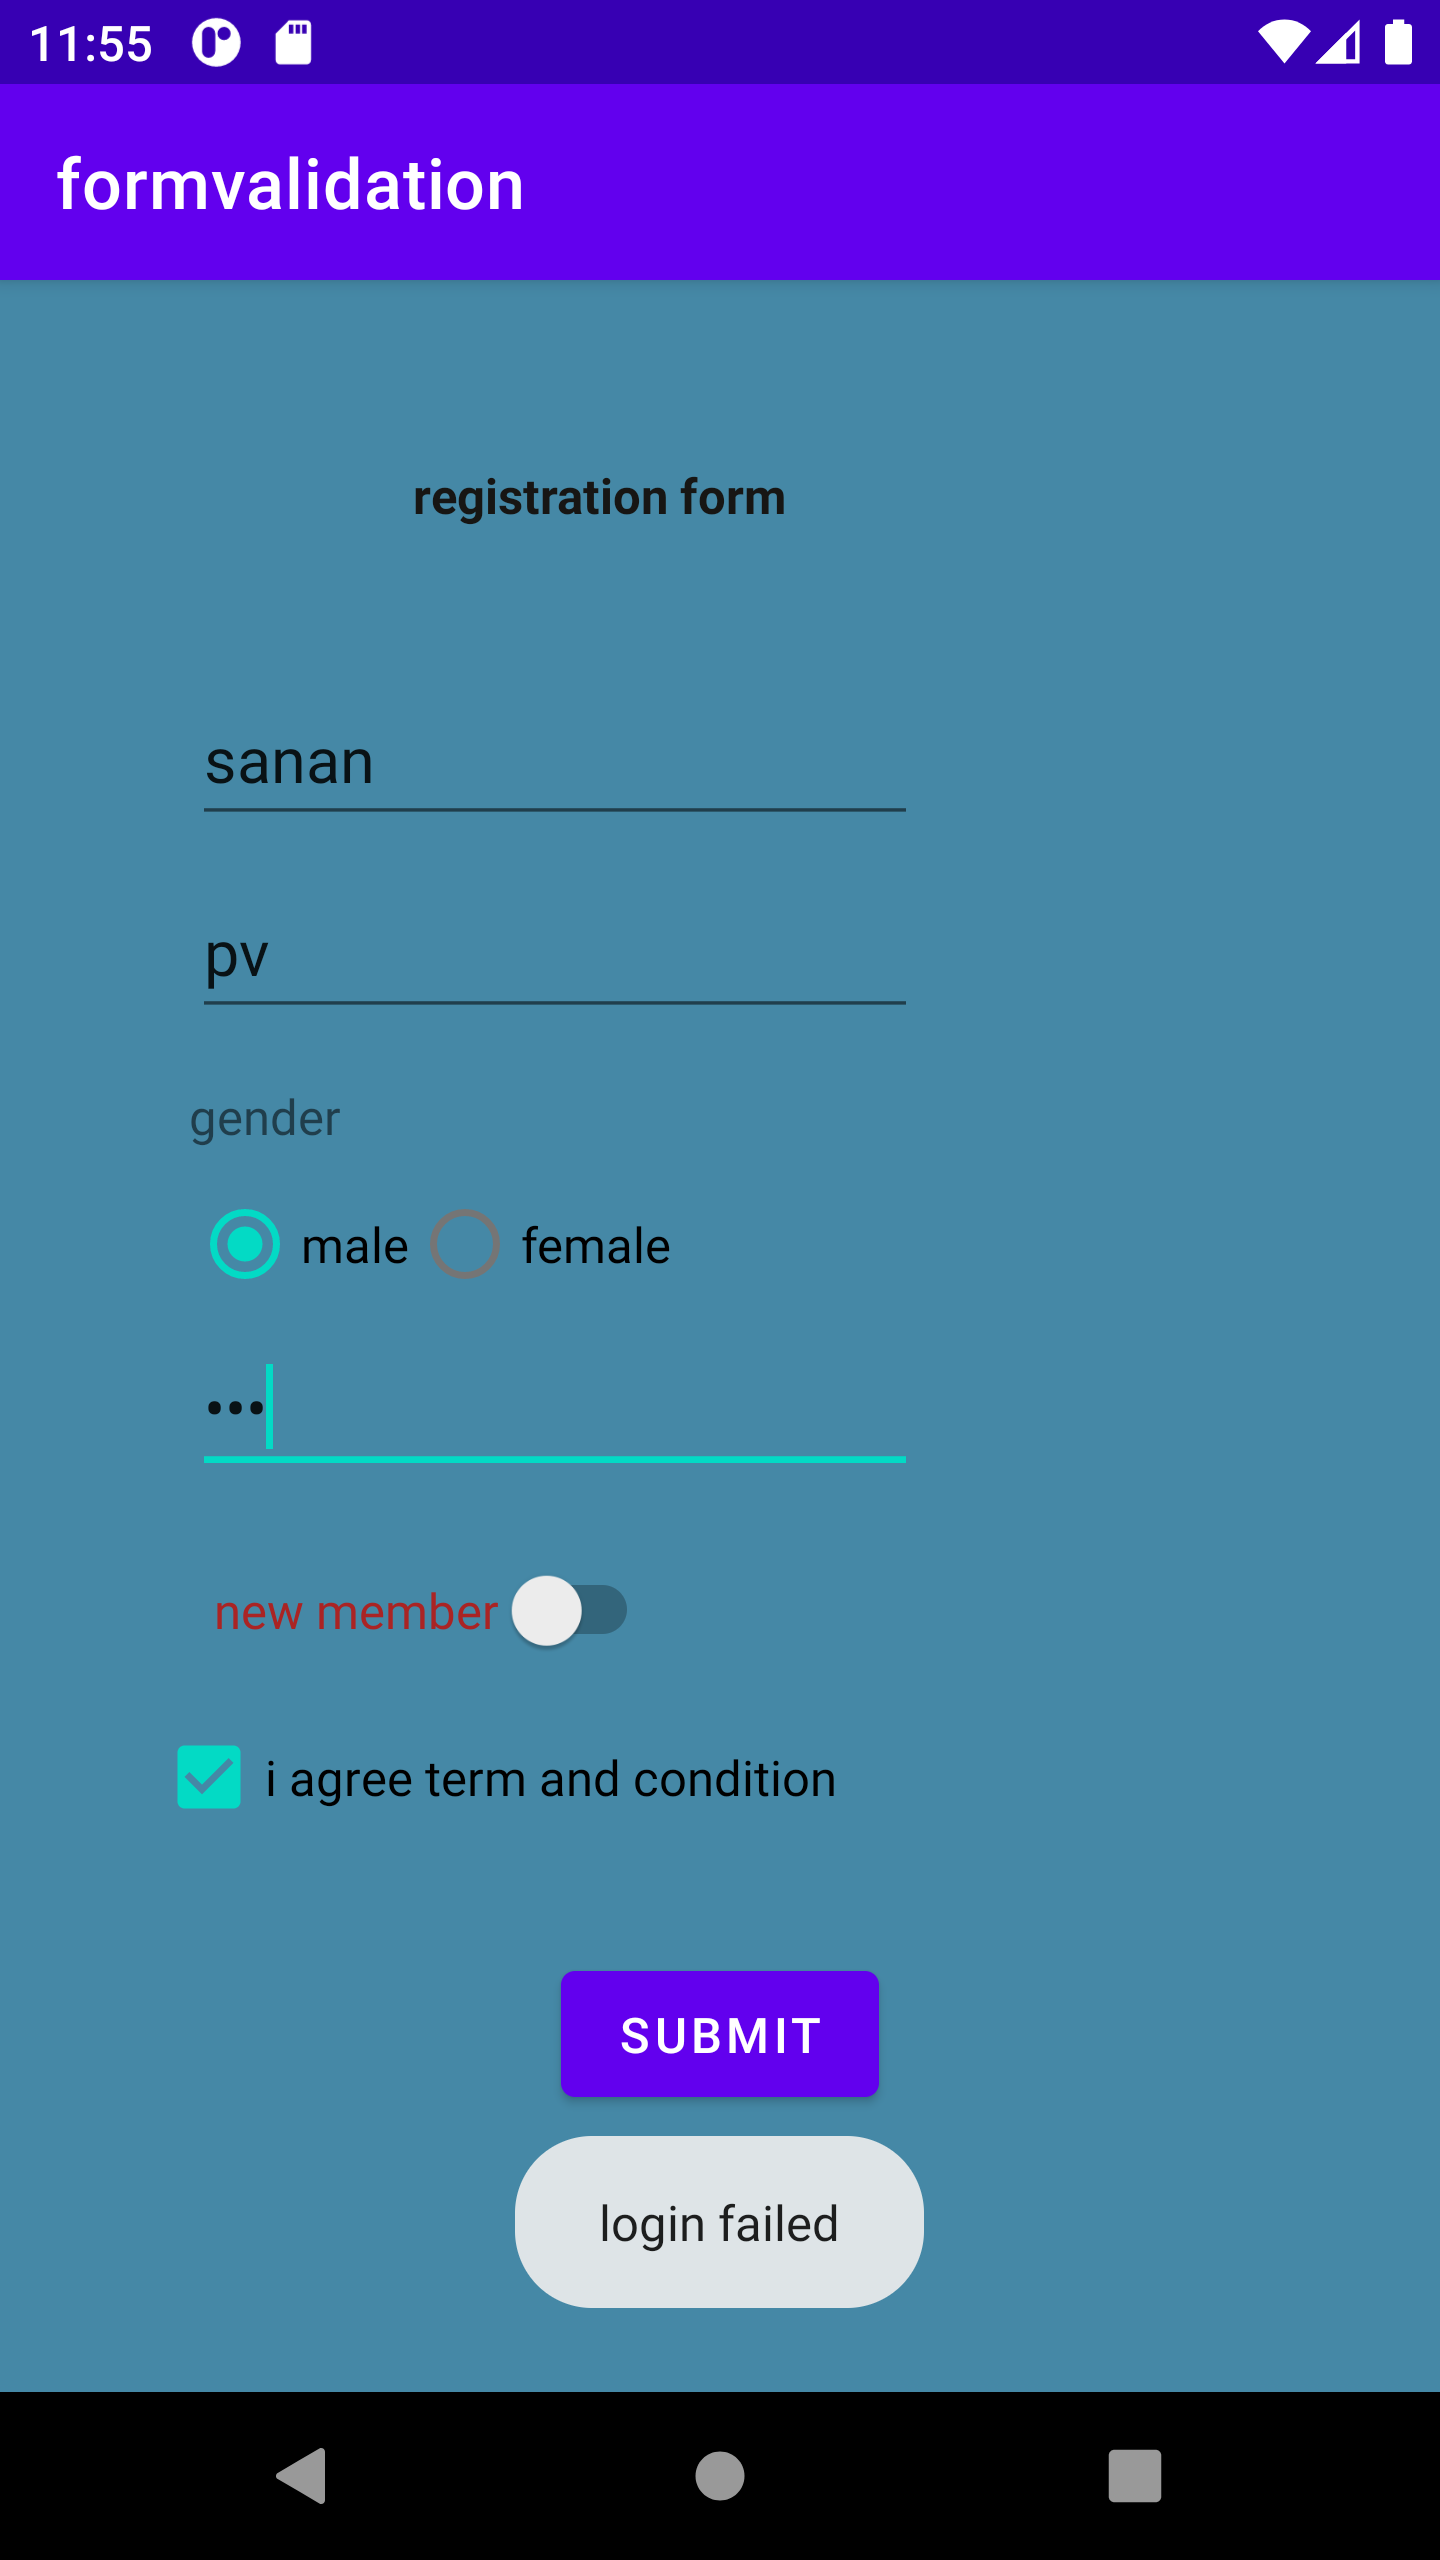 11:55
formvalidation
registration form
sanan
pv
gender
male female
•••
new member
i agree term and condition
SUBMIT
login failed